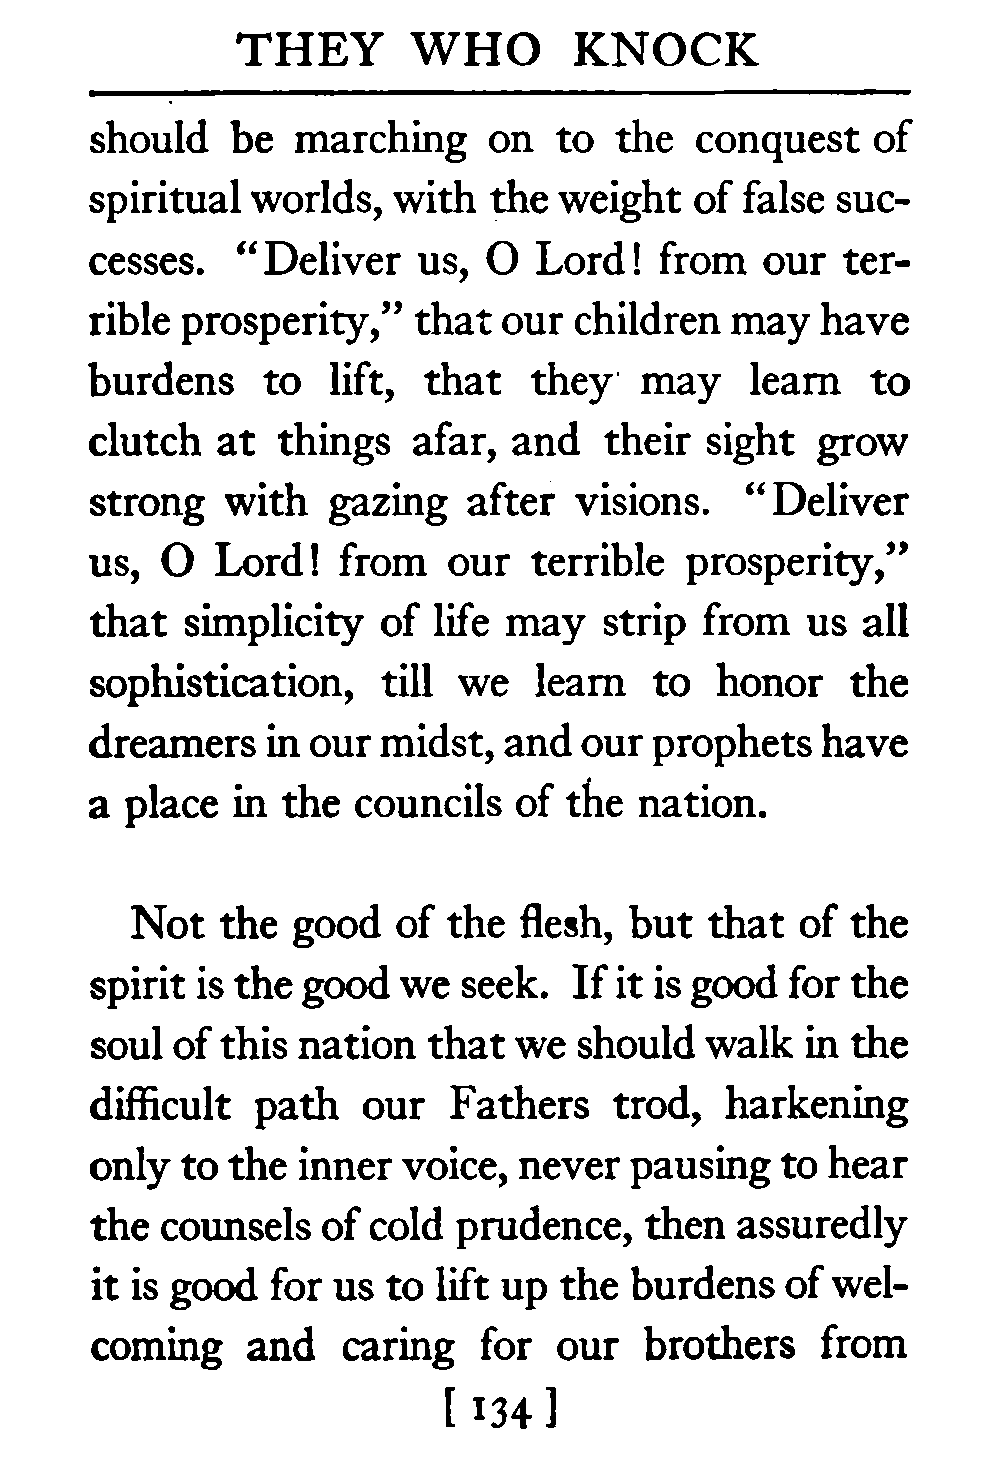 THEY WHO KNOCK
should be marching on to the conquest of
spiritual worlds, with the weight of false suc-
cesses. “Deliver us, O Lord! from our ter-
rible prosperity,” that our children may have
burdens to lift, that they may learn to
clutch at things afar, and their sight grow
strong with gazing after visions. “Deliver
us, O Lord! from our terrible prosperity,”
that simplicity of life may strip from us all
sophistication, till we learn to honor the
dreamers in our midst, and our prophets have
a place in the councils of the nation.
Not the good of the flesh, but that of the
spirit is the good we seek. If it is good for the
soul of this nation that we should walk in the
difficult path our Fathers trod, harkening
only to the inner voice, never pausing to hear
the counsels of cold prudence, then assuredly
it is good for us to lift up the burdens of wel-
coming and caring for our brothers from
[ 134 ]